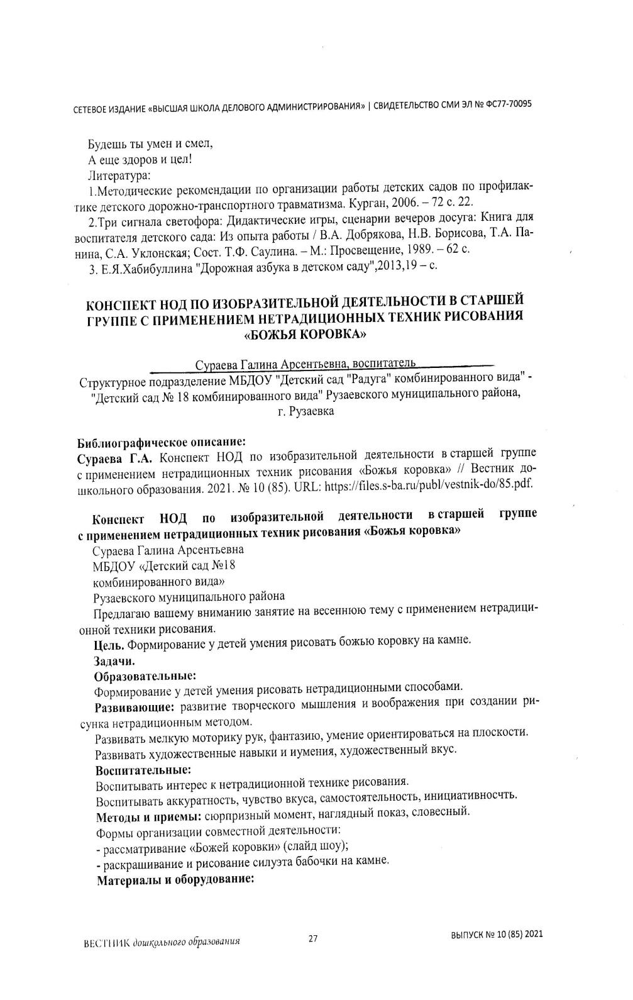 СЕТЕВОЕ ИЗДАНИЕ «ВЫСШАЯ ШКОЛА ДЕЛОВОГО АДМИНИСТРИРОВАНИЯ» | СВИДЕТЕЛЬСТВО СМИ ЭЛ № ФС77-70095
Будешь ты умен и смел,
А еще здоров и цел!
Литература:
1.Методические рекомендации по организации работы детских садов по профилак-
тике детского дорожно-транспортного травматизма. Курган, 2006. – 72 с. 22.
2.Три сигнала светофора: Дидактические игры, сценарии вечеров досуга: Книга для
воспитателя детского сада: Из опыта работы / В.А. Добрякова, Н.В. Борисова, Т.А. Па-
нина, С.А. Уклонская; Сост. Т.Ф. Саулина. – М.: Просвещение, 1989. – 62 с.
3. Е.Я.Хабибуллина "Дорожная азбука в детском саду",2013,19 – с.
КОНСПЕКТ НОД ПО ИЗОБРАЗИТЕЛЬНОЙ ДЕЯТЕЛЬНОСТИ В СТАРШЕЙ
ГРУППЕ С ПРИМЕНЕНИЕМ НЕТРАДИЦИОННЫХ ТЕХНИК РИСОВАНИЯ
«БОЖЬЯ КОРОВКА»
Сураева Галина Арсентьевна, воспитатель
Структурное подразделение МБДОУ "Детский сад "Радуга" комбинированного вида" -
"Детский сад № 18 комбинированного вида" Рузаевского муниципального района,
г. Рузаевка
Библиографическое описание:
Сураева Г.А. Конспект НОД по изобразительной деятельности в старшей группе
с применением нетрадиционных техник рисования «Божья коровка» // Вестник до-
школьного образования. 2021. № 10 (85). URL: https://files.s-ba.ru/publ/vestnik-do/85.pdf.
Конспект НОД по изобразительной деятельности в старшей группе
с применением нетрадиционных техник рисования «Божья коровка»
Сураева Галина Арсентьевна
МБДОУ «Детский сад №18
комбинированного вида»
Рузаевского муниципального района
Предлагаю вашему вниманию занятие на весеннюю тему с применением нетрадици-
онной техники рисования.
Цель. Формирование у детей умения рисовать божью коровку на камне.
Задачи.
Образовательные:
Формирование у детей умения рисовать нетрадиционными способами.
Развивающие: развитие творческого мышления и воображения при создании ри-
сунка нетрадиционным методом.
Развивать мелкую моторику рук, фантазию, умение ориентироваться на плоскости.
Развивать художественные навыки и иумения, художественный вкус.
Воспитательные:
Воспитывать интерес к нетрадиционной технике рисования.
Воспитывать аккуратность, чувство вкуса, самостоятельность, инициативносчть.
Методы и приемы: сюрпризный момент, наглядный показ, словесный.
Формы организации совместной деятельности:
- рассматривание «Божей коровки» (слайд шоу);
- раскрашивание и рисование силуэта бабочки на камне.
Материалы и оборудование:
ВЕСТНИК дошкольного образования
27
ВЫПУСК № 10 (85) 2021